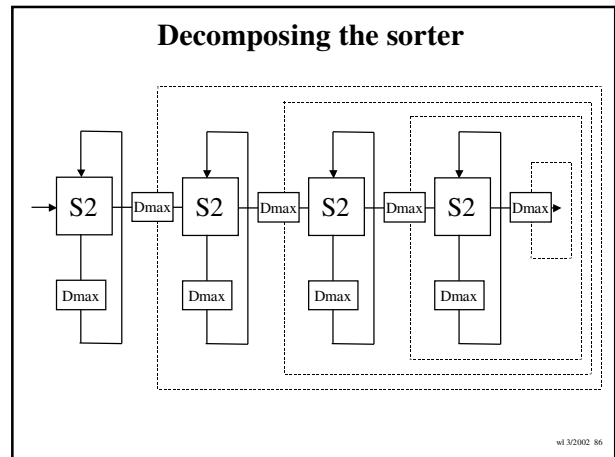 Decomposing the sorter
S2 Dmax S2 Dmax S2 Dmax S2 Dmax
Dmax Dmax Dmax Dmax
wl 3/2002 86